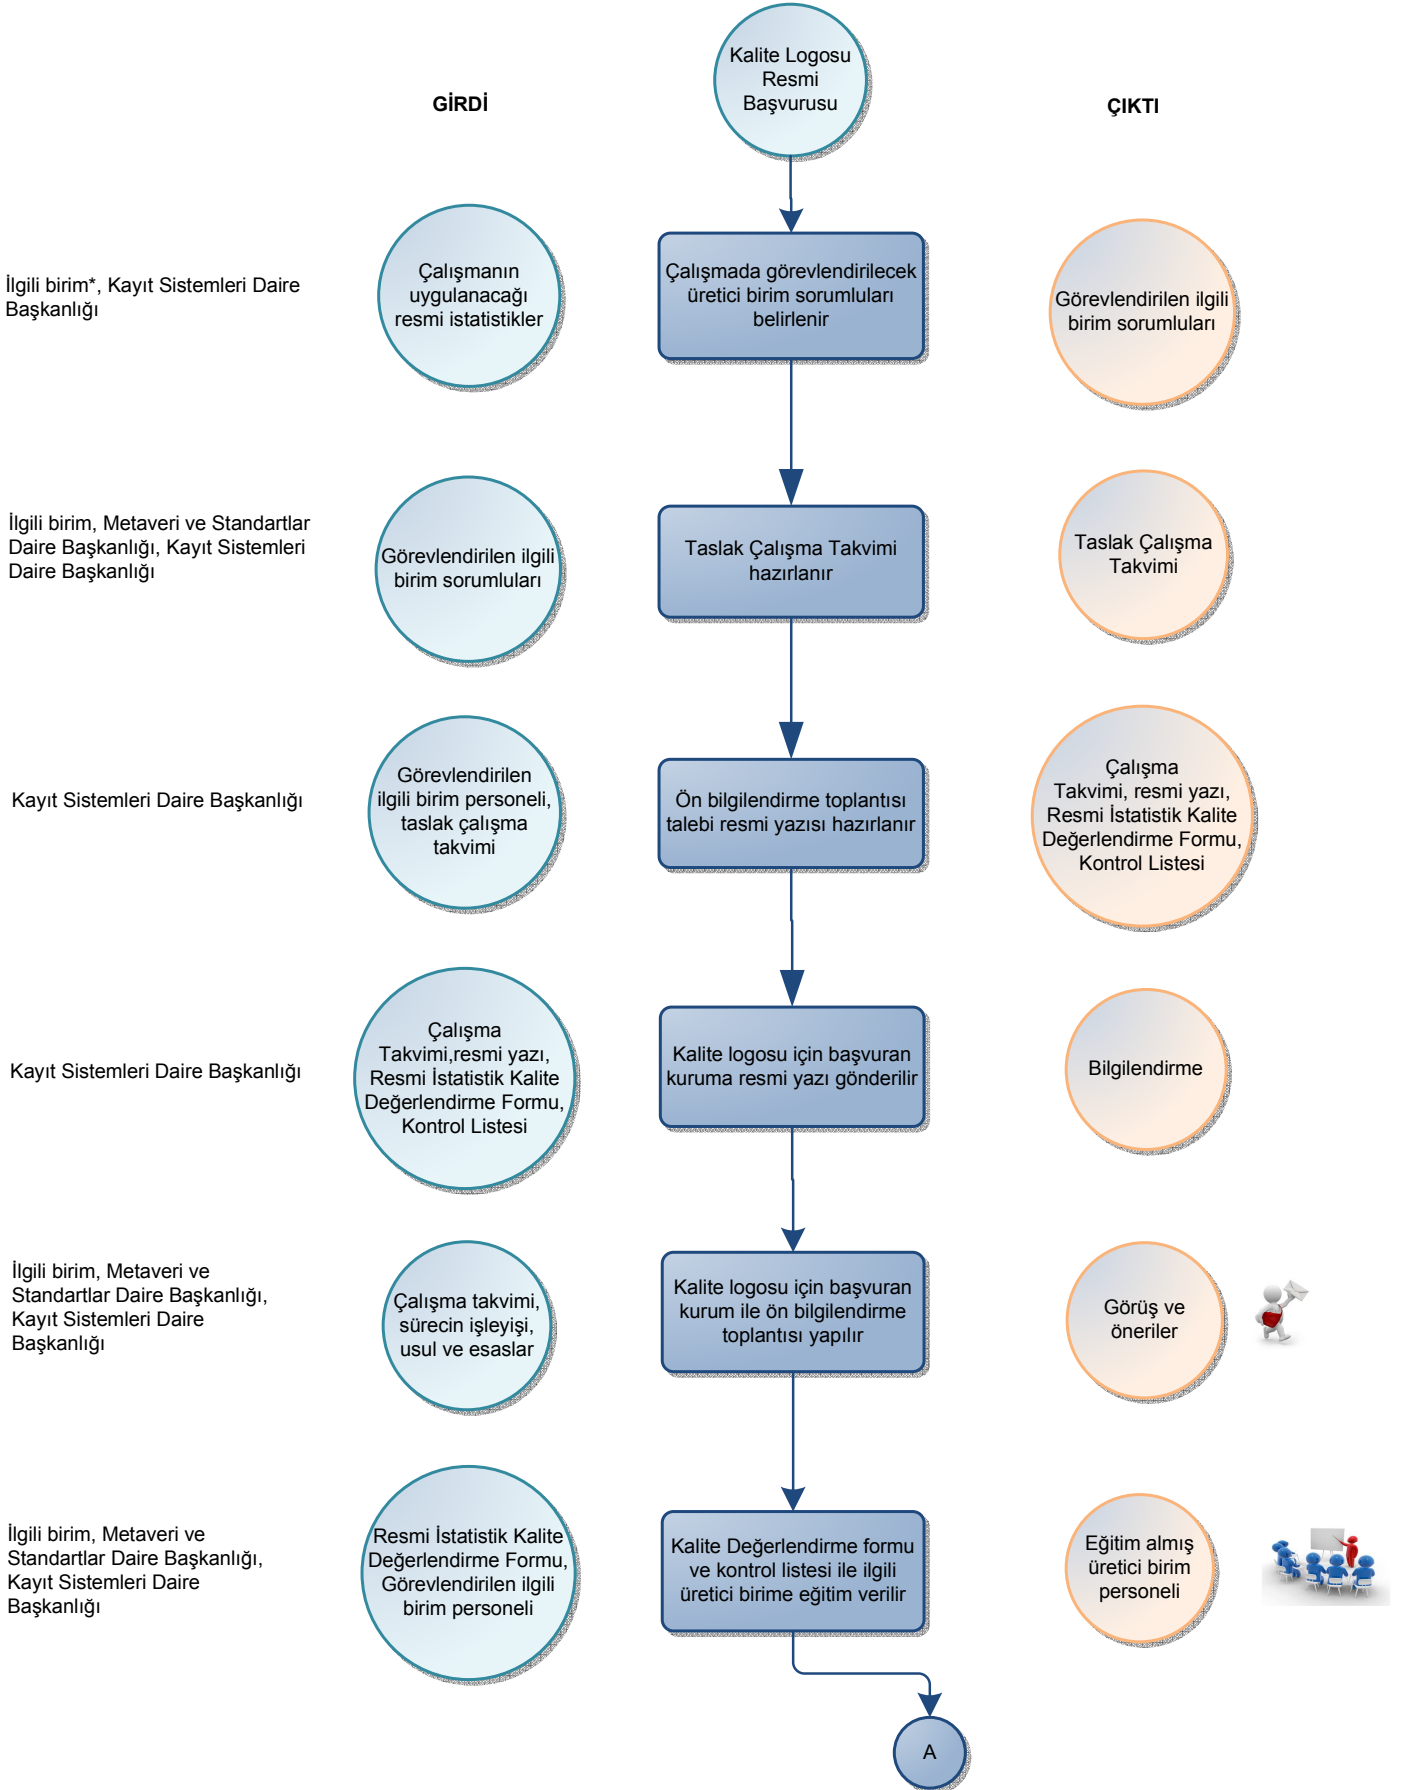 Kalite Logosu
Resmi
Başvurusu
GİRDİ
ÇIKTI
İlgili birim*, Kayıt Sistemleri Daire
Başkanlığı
Çalışmanın
uygulanacağı
resmi istatistikler
Çalışmada görevlendirilecek
üretici birim sorumluları
belirlenir
Görevlendirilen ilgili
birim sorumluları
İlgili birim, Metaveri ve Standartlar
Daire Başkanlığı, Kayıt Sistemleri
Daire Başkanlığı
Görevlendirilen ilgili
birim sorumluları
Taslak Çalışma Takvimi
hazırlanır
Taslak Çalışma
Takvimi
Kayıt Sistemleri Daire Başkanlığı
Görevlendirilen
ilgili birim personeli,
taslak çalışma
takvimi
Ön bilgilendirme toplantısı
talebi resmi yazısı hazırlanır
Çalışma
Takvimi, resmi yazı,
Resmi İstatistik Kalite
Değerlendirme Formu,
Kontrol Listesi
Kayıt Sistemleri Daire Başkanlığı
Çalışma
Takvimi,resmi yazı,
Resmi İstatistik Kalite
Değerlendirme Formu,
Kontrol Listesi
Kalite logosu için başvuran
kuruma resmi yazı gönderilir
Bilgilendirme
İlgili birim, Metaveri ve
Standartlar Daire Başkanlığı,
Kayıt Sistemleri Daire
Başkanlığı
Çalışma takvimi,
sürecin işleyişi,
usul ve esaslar
Kalite logosu için başvuran
kurum ile ön bilgilendirme
toplantısı yapılır
Görüş ve
öneriler
İlgili birim, Metaveri ve
Standartlar Daire Başkanlığı,
Kayıt Sistemleri Daire
Başkanlığı
Resmi İstatistik Kalite
Değerlendirme Formu,
Görevlendirilen ilgili
birim personeli
Kalite Değerlendirme formu
ve kontrol listesi ile ilgili
üretici birime eğitim verilir
Eğitim almış
üretici birim
personeli
A